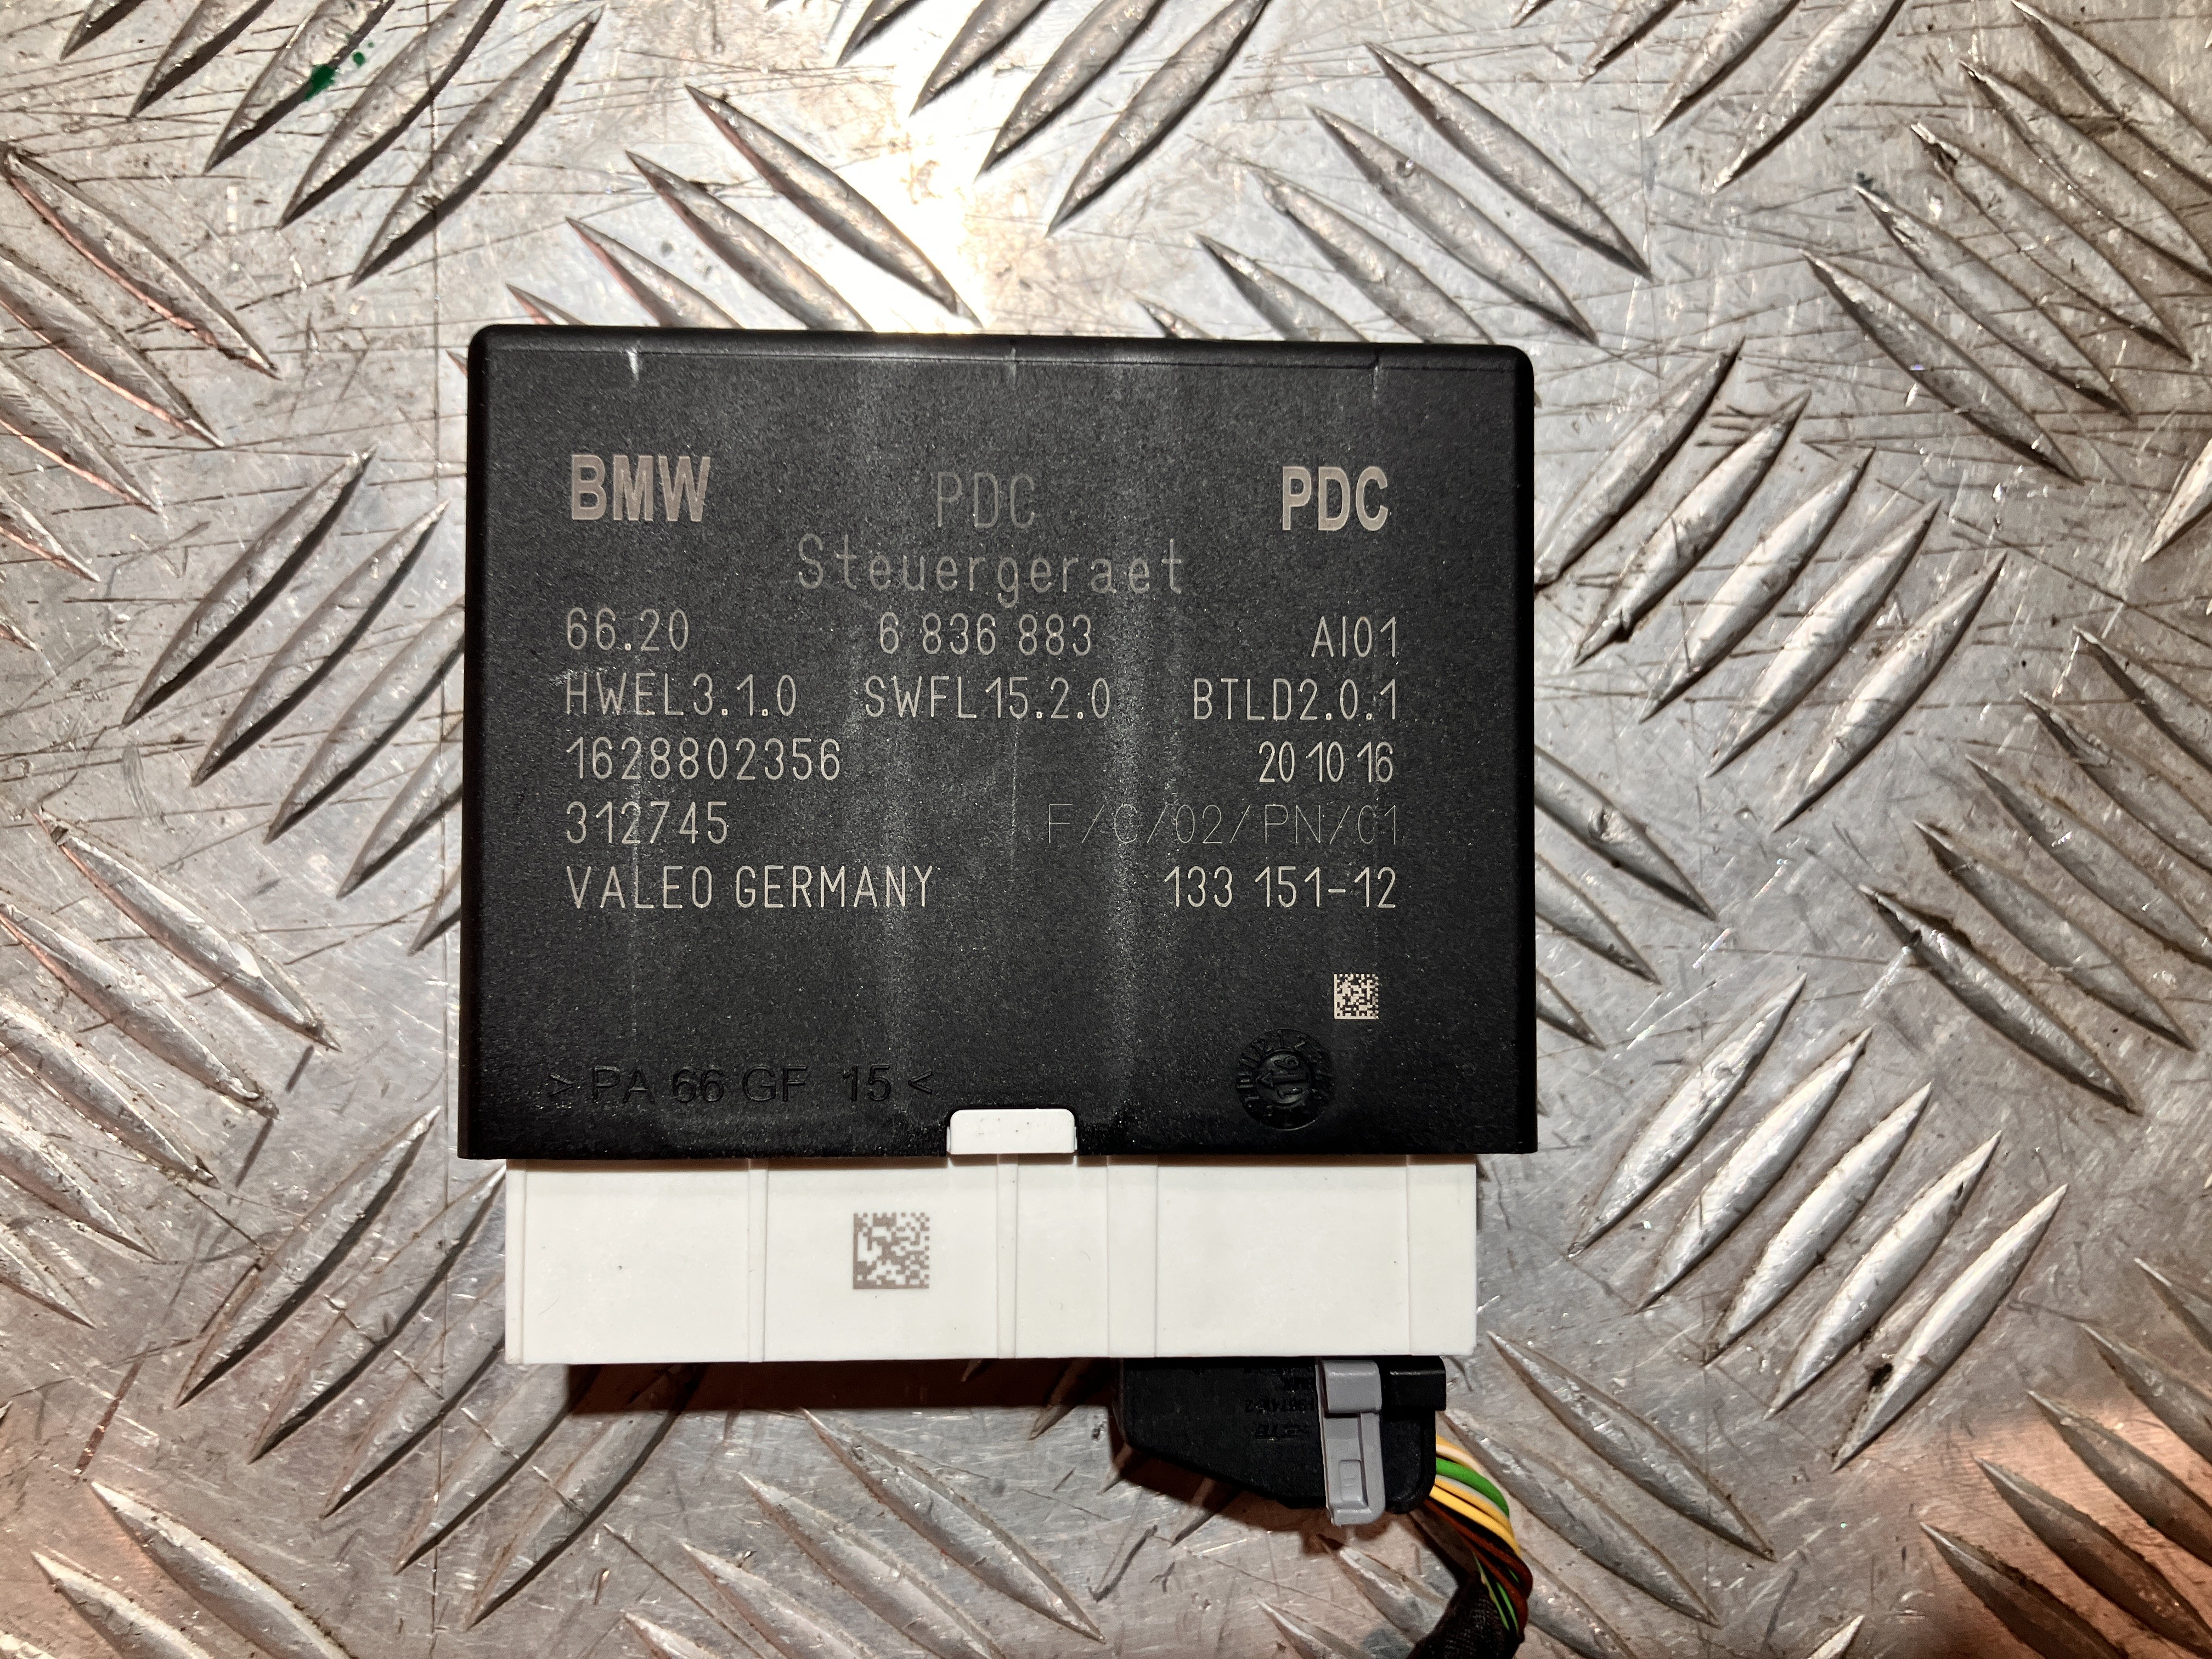 BMW PDC PDC
Steuergeraet
66.20 6 836 883 AI01
HWEL3.1.0 SWFL15.2.0 BTLD2.0.1
1628802356 20 10 16
312745 F/C/02/PN/01
VALEO GERMANY 133 151-12
> PA 66 GF 15 <